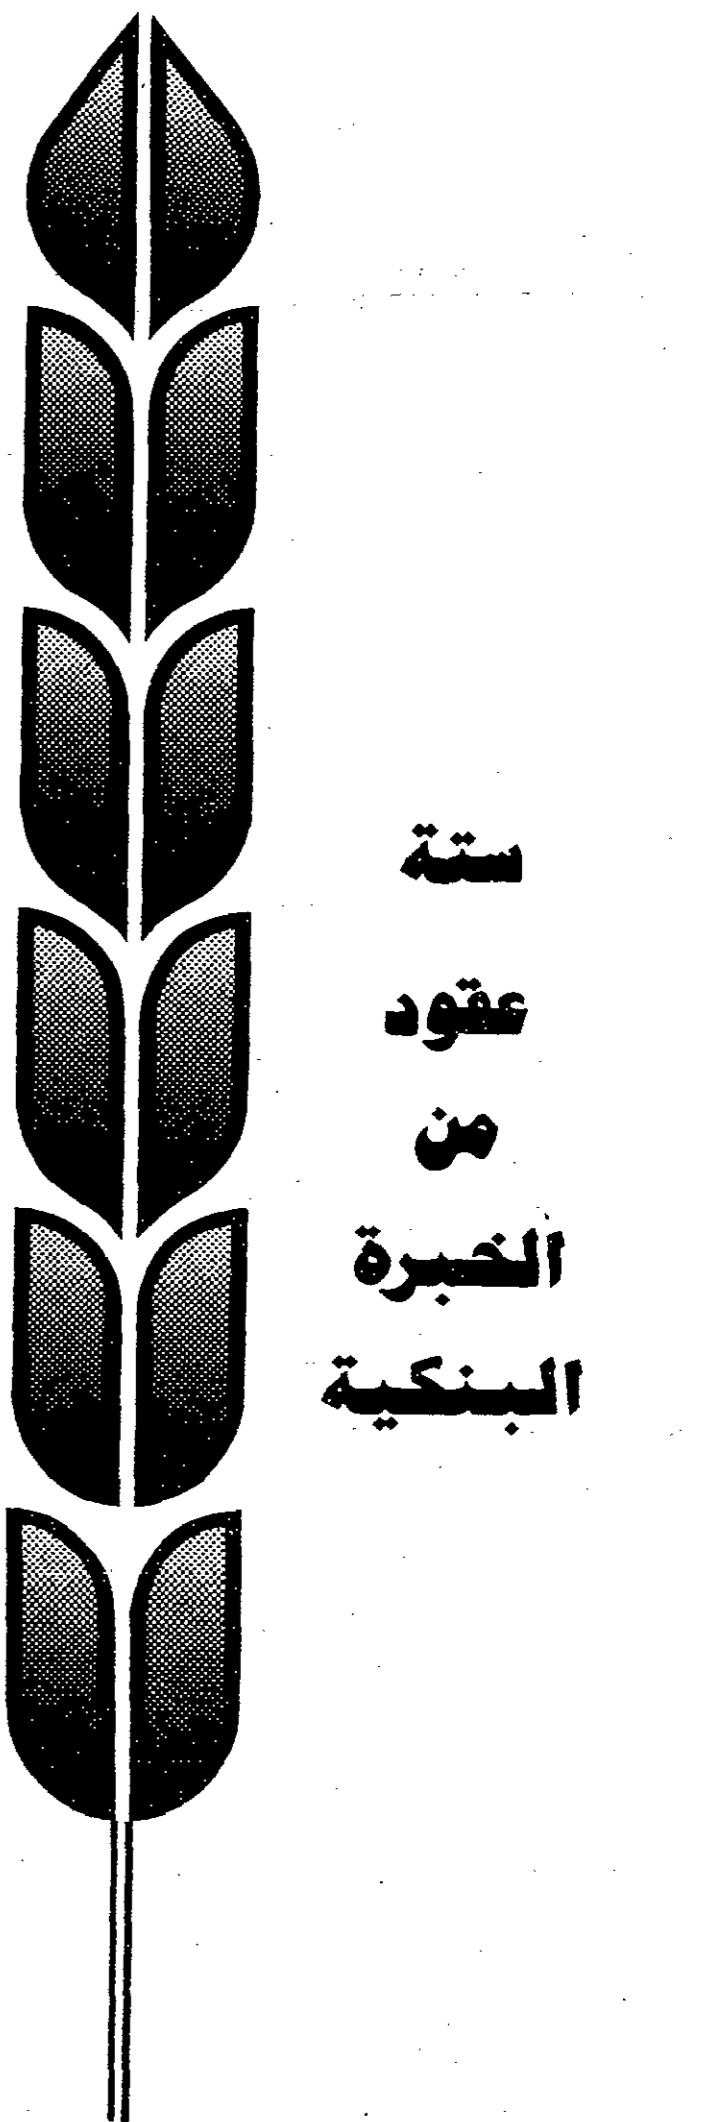 ستة
عقود
من
الخبرة
البنكية